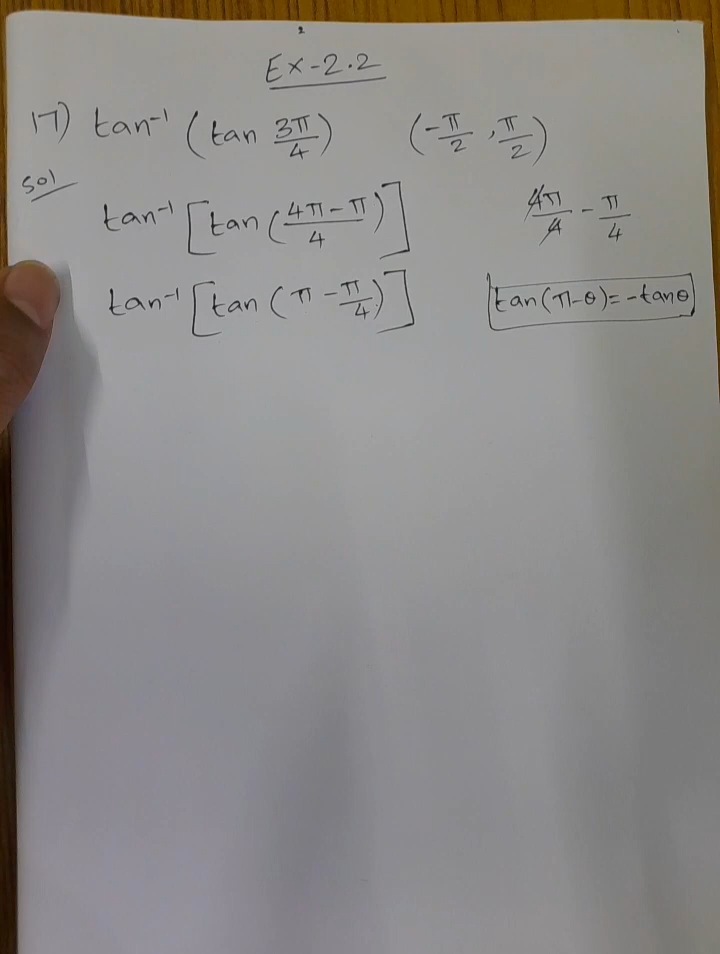 Ex-2.2
17) tan⁻¹ (tan 3π/4) (-π/2, π/2)
Sol
tan⁻¹ [tan (4π-π/4)] 4π/4 - π/4
tan⁻¹ [tan (π - π/4)] tan(π-θ)=-tanθ